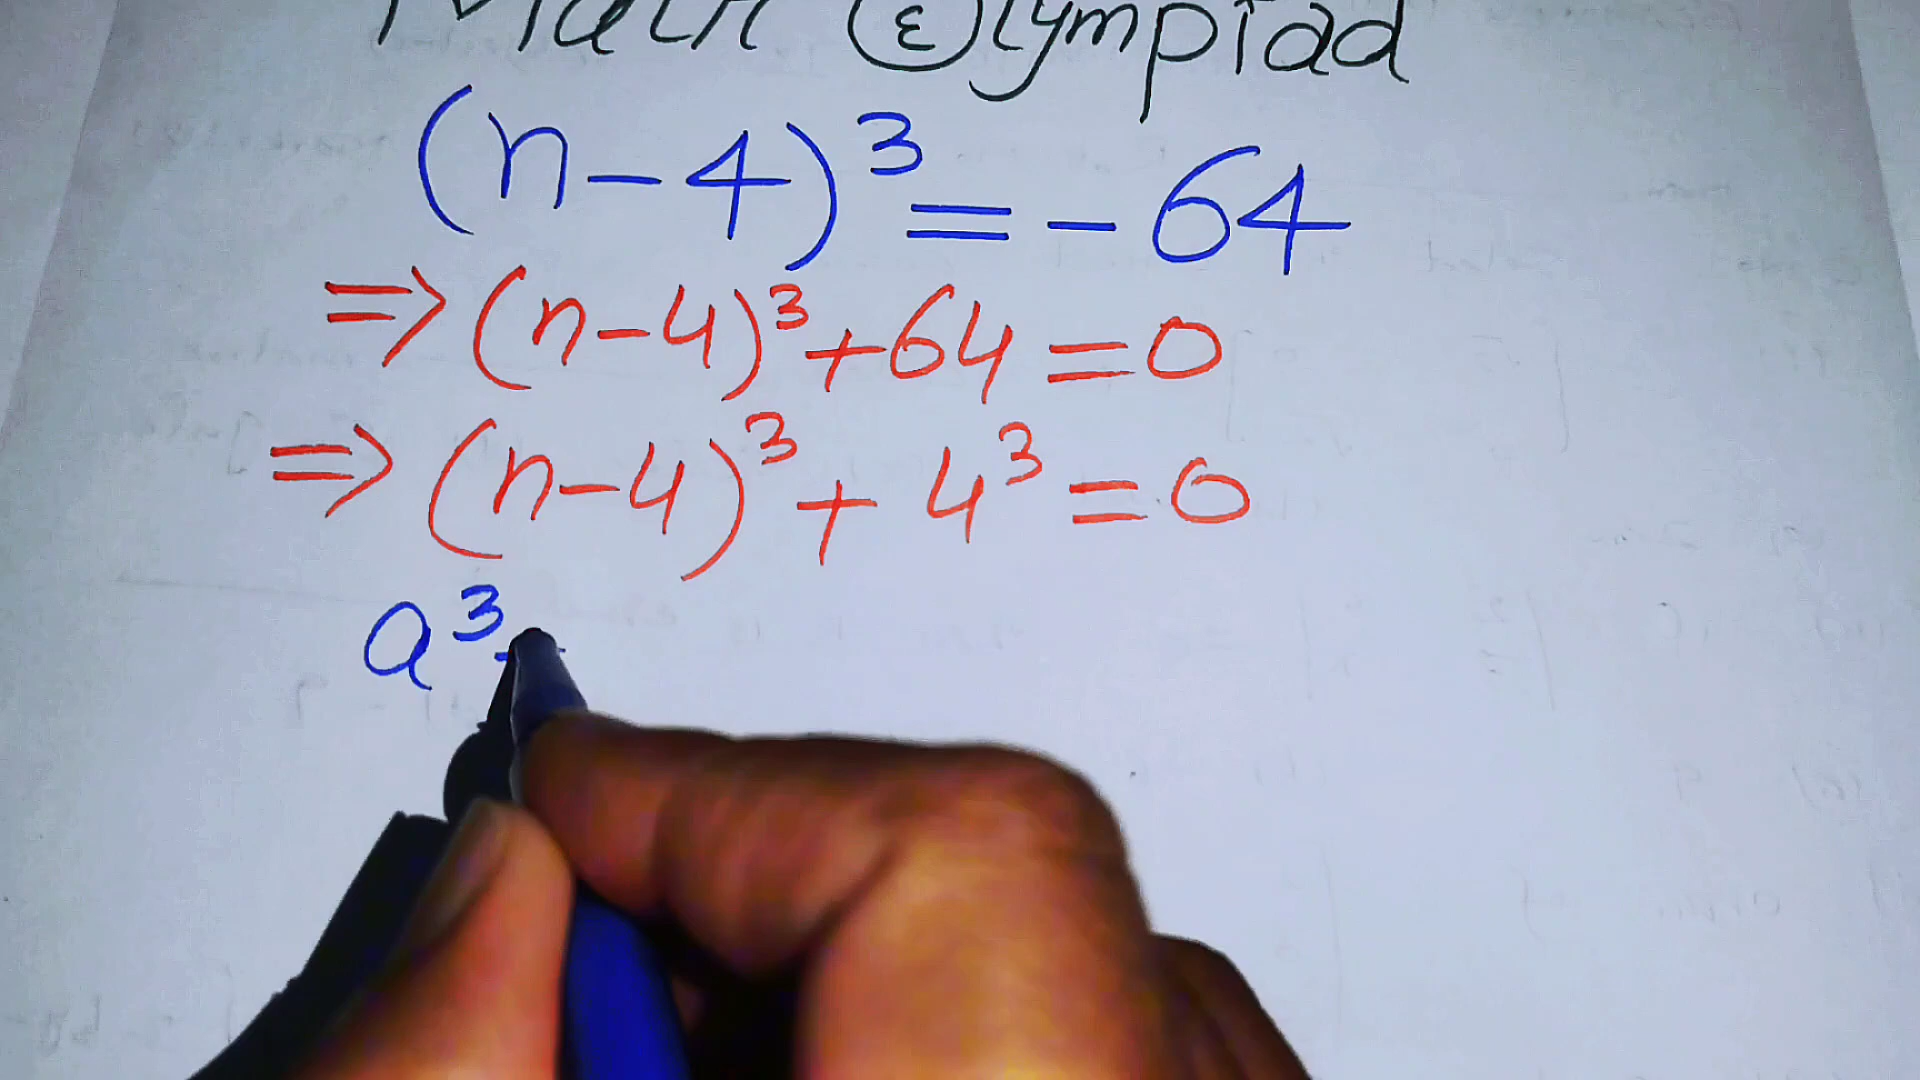 Math Olympiad
(n-4)³ = -64
⇒ (n-4)³ + 64 = 0
⇒ (n-4)³ + 4³ = 0
a³